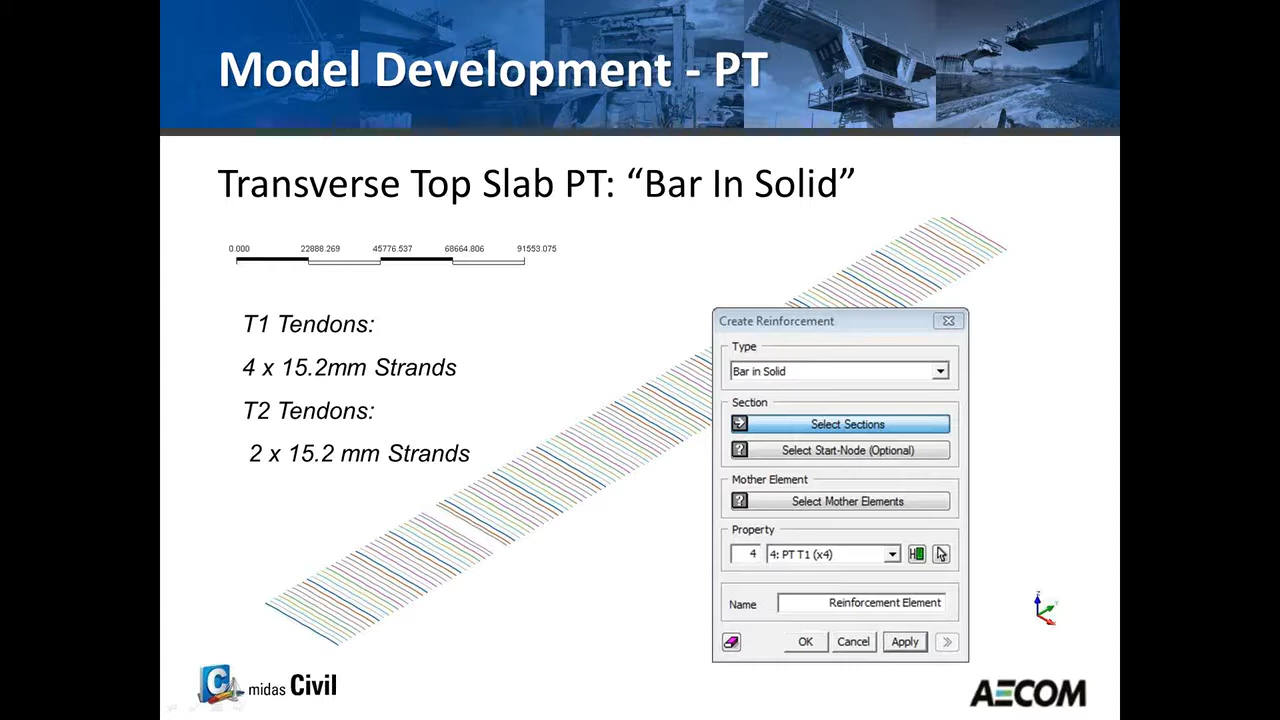 Model Development - PT
Transverse Top Slab PT: “Bar In Solid”
0.000 22888.269 45776.537 68664.806 91553.075
T1 Tendons:
4 x 15.2mm Strands
T2 Tendons:
2 x 15.2 mm Strands
Create Reinforcement
Type
Bar in Solid
Section
Select Sections
Select Start-Node (Optional)
Mother Element
Select Mother Elements
Property
4 4: PT T1 (x4)
Name Reinforcement Element
OK Cancel Apply >>
midas Civil
AECOM